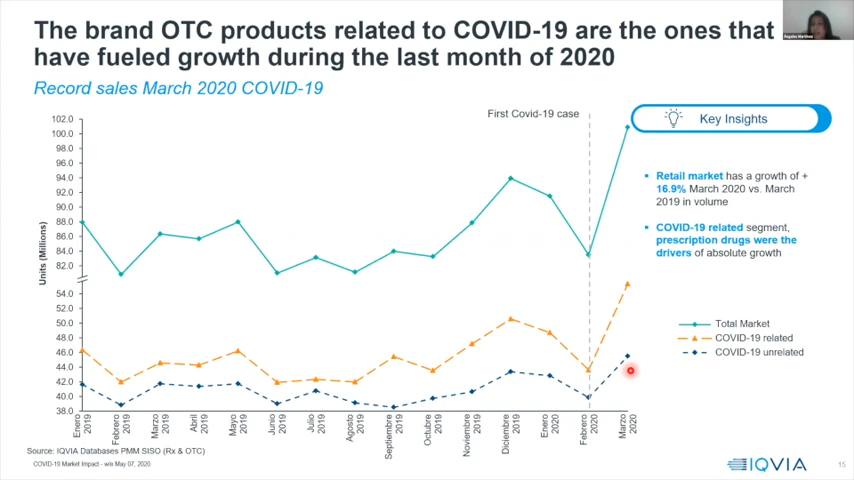 The brand OTC products related to COVID-19 are the ones that
have fueled growth during the last month of 2020
Ángeles Martínez
Record sales March 2020 COVID-19
First Covid-19 case
Key Insights
Units (Millions)
102.0
100.0
98.0
96.0
94.0
92.0
90.0
88.0
86.0
84.0
82.0
54.0
52.0
50.0
48.0
46.0
44.0
42.0
40.0
38.0
Enero 2019
Febrero 2019
Marzo 2019
Abril 2019
Mayo 2019
Junio 2019
Julio 2019
Agosto 2019
Septiembre 2019
Octubre 2019
Noviembre 2019
Diciembre 2019
Enero 2020
Febrero 2020
Marzo 2020
▪ Retail market has a growth of +
16.9% March 2020 vs. March
2019 in volume
▪ COVID-19 related segment,
prescription drugs were the
drivers of absolute growth
Total Market
COVID-19 related
COVID-19 unrelated
Source: IQVIA Databases PMM SISO (Rx & OTC)
COVID-19 Market Impact - w/e May 07, 2020
IQVIA
15